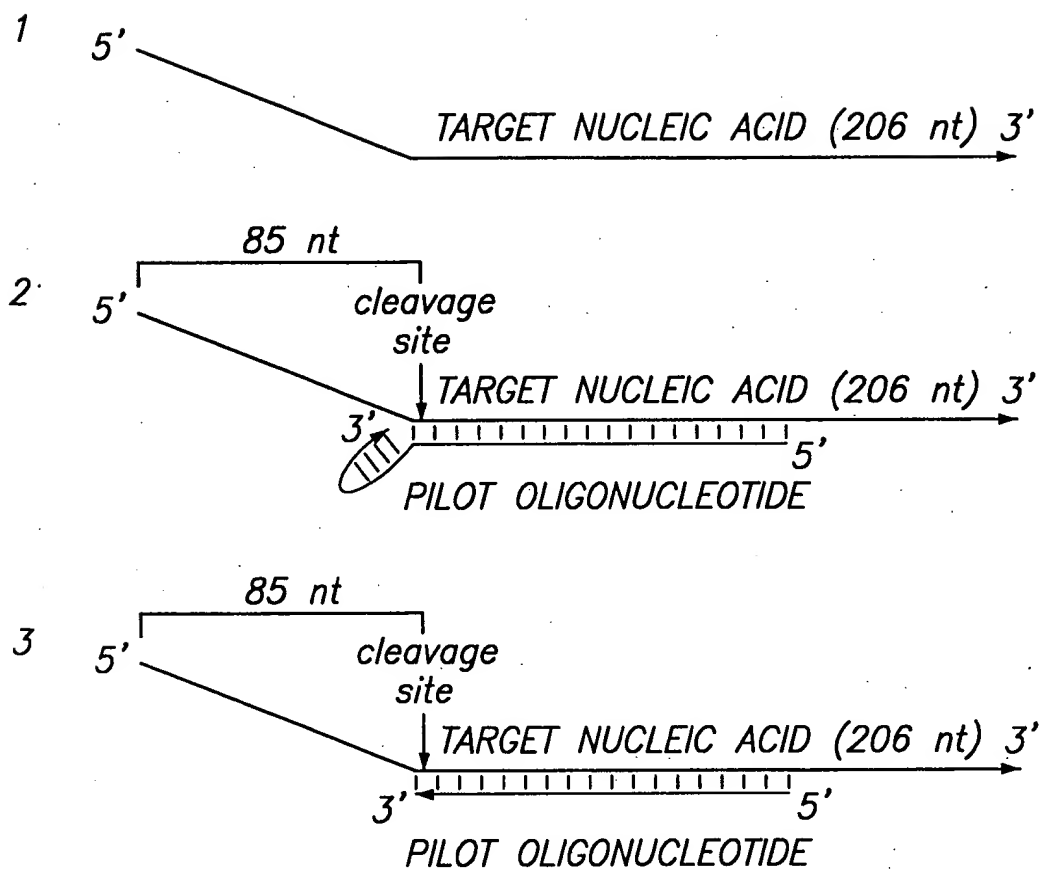 1
5'
TARGET NUCLEIC ACID (206 nt) 3'
85 nt
2
5'
cleavage
site
TARGET NUCLEIC ACID (206 nt) 3'
3'
5'
PILOT OLIGONUCLEOTIDE
85 nt
3
5'
cleavage
site
TARGET NUCLEIC ACID (206 nt) 3'
3'
5'
PILOT OLIGONUCLEOTIDE